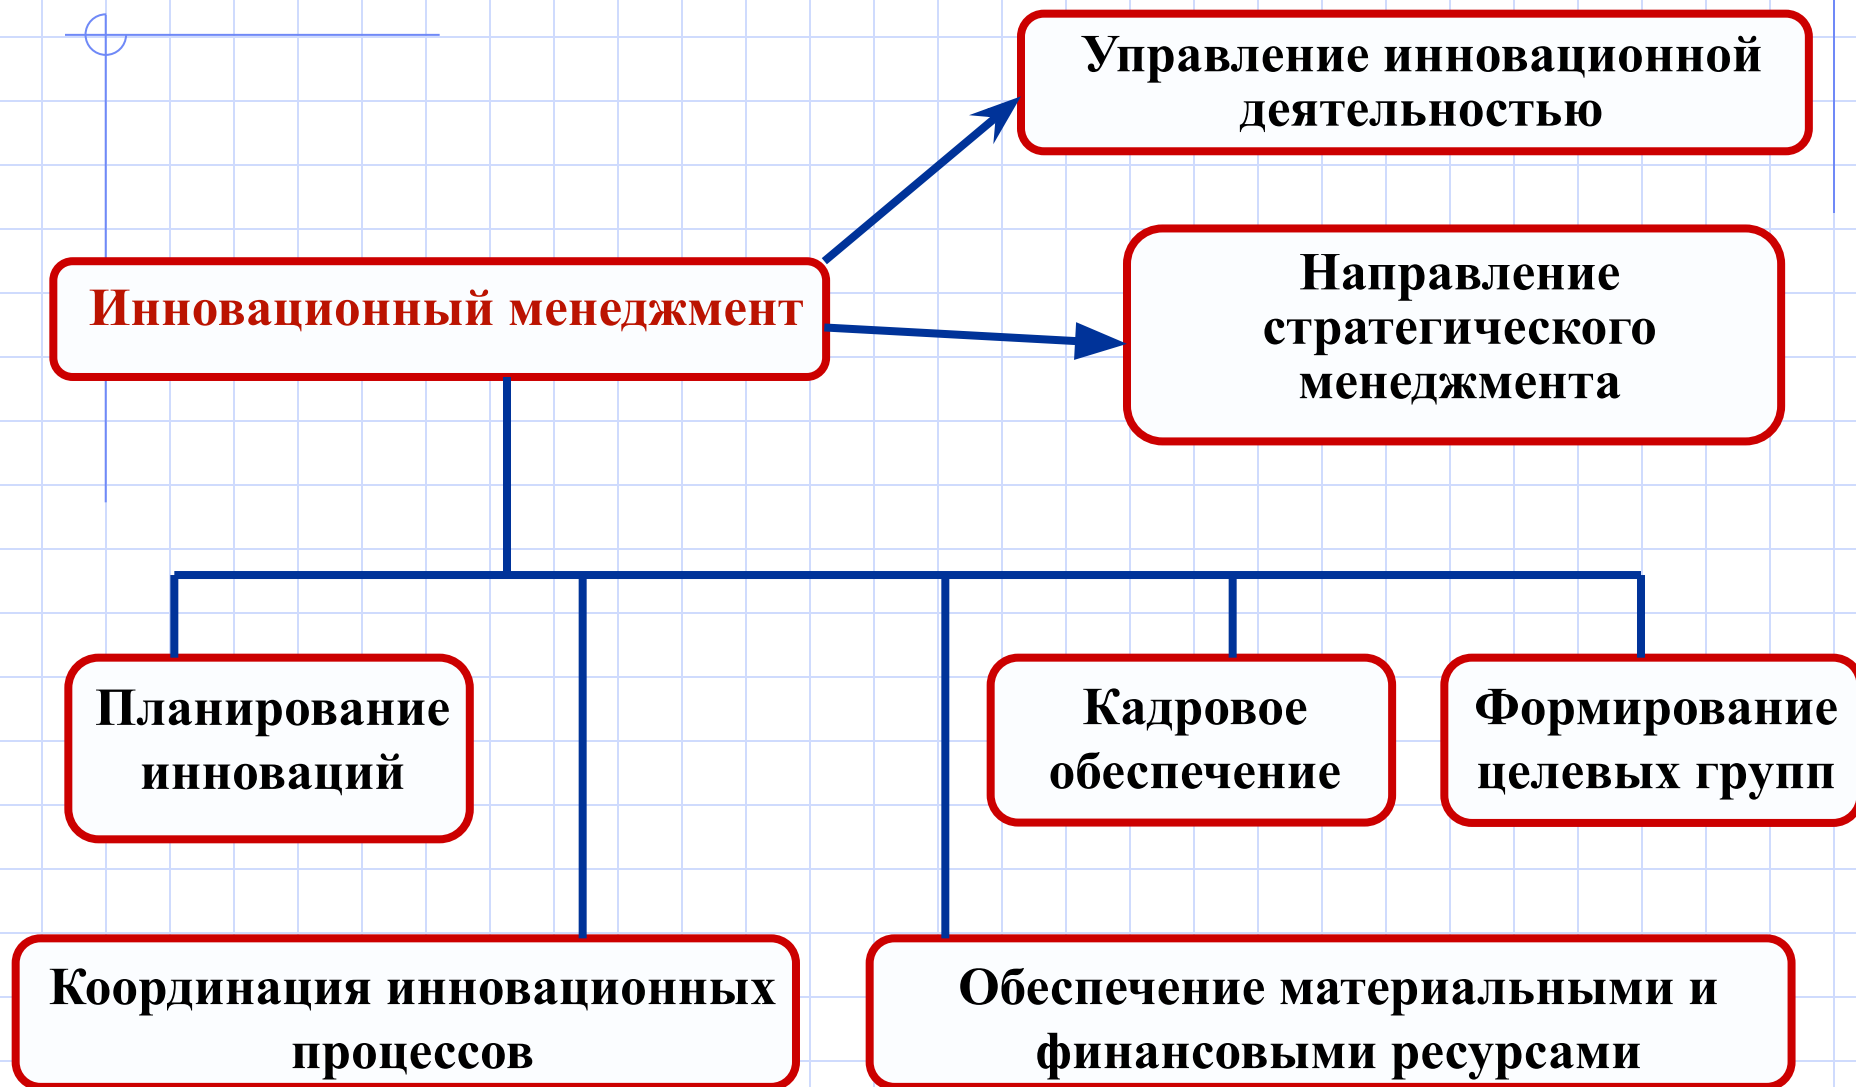 Управление инновационной
деятельностью
Инновационный менеджмент
Направление
стратегического
менеджмента
Планирование
инноваций
Кадровое
обеспечение
Формирование
целевых групп
Координация инновационных
процессов
Обеспечение материальными и
финансовыми ресурсами